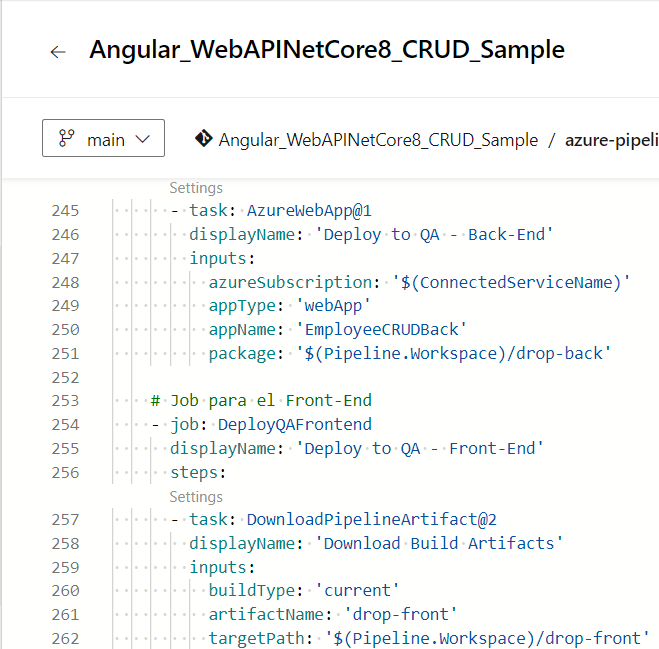 ← Angular_WebAPINetCore8_CRUD_Sample
main Angular_WebAPINetCore8_CRUD_Sample / azure-pipeli
Settings
245 - task: AzureWebApp@1
246 displayName: 'Deploy to QA - Back-End'
247 inputs:
248 azureSubscription: '$(ConnectedServiceName)'
249 appType: 'webApp'
250 appName: 'EmployeeCRUDBack'
251 package: '$(Pipeline.Workspace)/drop-back'
252
253 # Job para el Front-End
254 - job: DeployQAFrontend
255 displayName: 'Deploy to QA - Front-End'
256 steps:
Settings
257 - task: DownloadPipelineArtifact@2
258 displayName: 'Download Build Artifacts'
259 inputs:
260 buildType: 'current'
261 artifactName: 'drop-front'
262 targetPath: '$(Pipeline.Workspace)/drop-front'